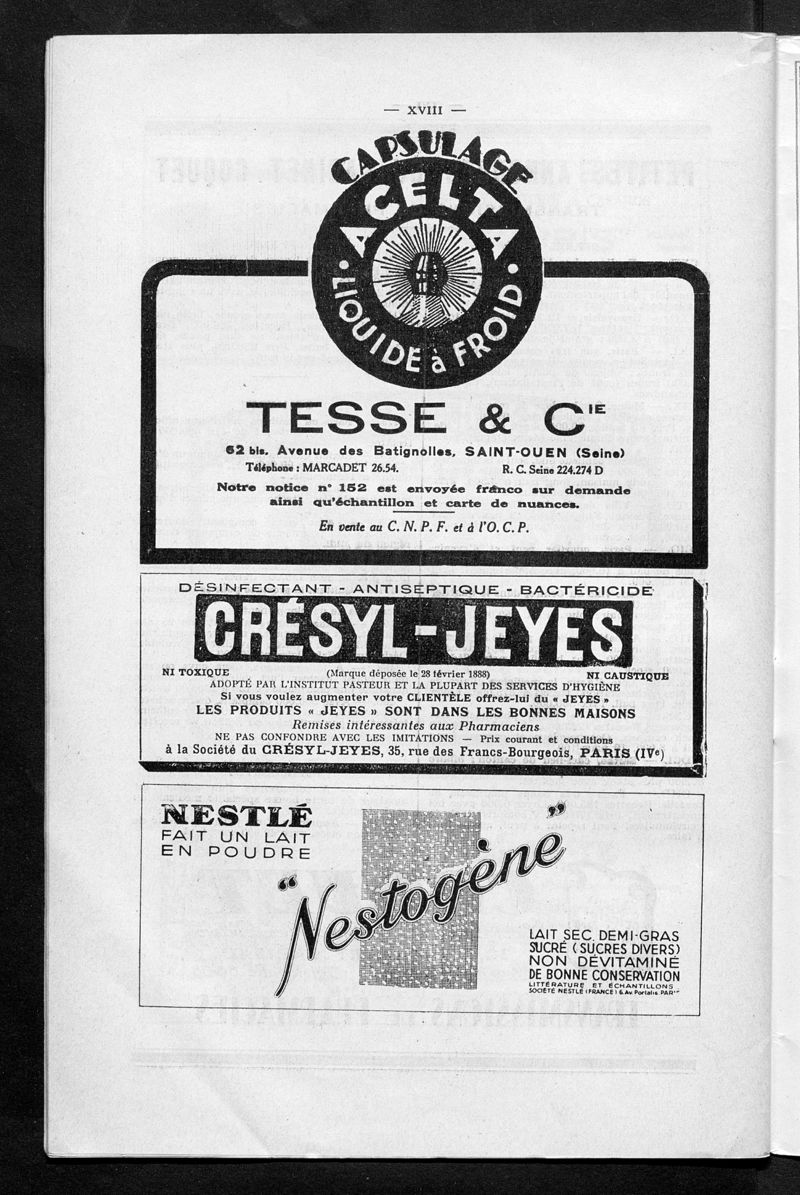 — XVIII —
CAPSULAGE
ACELTA
• LIQUIDE à FROID •
TESSE & CIE
62 bis, Avenue des Batignolles, SAINT-OUEN (Seine)
Téléphone : MARCADET 26.54. R. C. Seine 224.274 D
Notre notice n° 152 est envoyée franco sur demande
ainsi qu'échantillon et carte de nuances.
En vente au C. N. P. F. et à l'O. C. P.
DÉSINFECTANT - ANTISEPTIQUE - BACTÉRICIDE
CRÉSYL-JEYES
NI TOXIQUE (Marque déposée le 28 février 1888) NI CAUSTIQUE
ADOPTÉ PAR L'INSTITUT PASTEUR ET LA PLUPART DES SERVICES D'HYGIÈNE
Si vous voulez augmenter votre CLIENTÈLE offrez-lui du « JEYES »
LES PRODUITS « JEYES » SONT DANS LES BONNES MAISONS
Remises intéressantes aux Pharmaciens
NE PAS CONFONDRE AVEC LES IMITATIONS — Prix courant et conditions
à la Société du CRÉSYL-JEYES, 35, rue des Francs-Bourgeois, PARIS (IVe)
NESTLÉ
FAIT UN LAIT
EN POUDRE
"Nestogène"
LAIT SEC, DEMI-GRAS
SUCRÉ (SUCRES DIVERS)
NON DÉVITAMINÉ
DE BONNE CONSERVATION
LITTÉRATURE ET ÉCHANTILLONS
SOCIÉTÉ NESTLÉ (FRANCE) 6. Av. Portalis